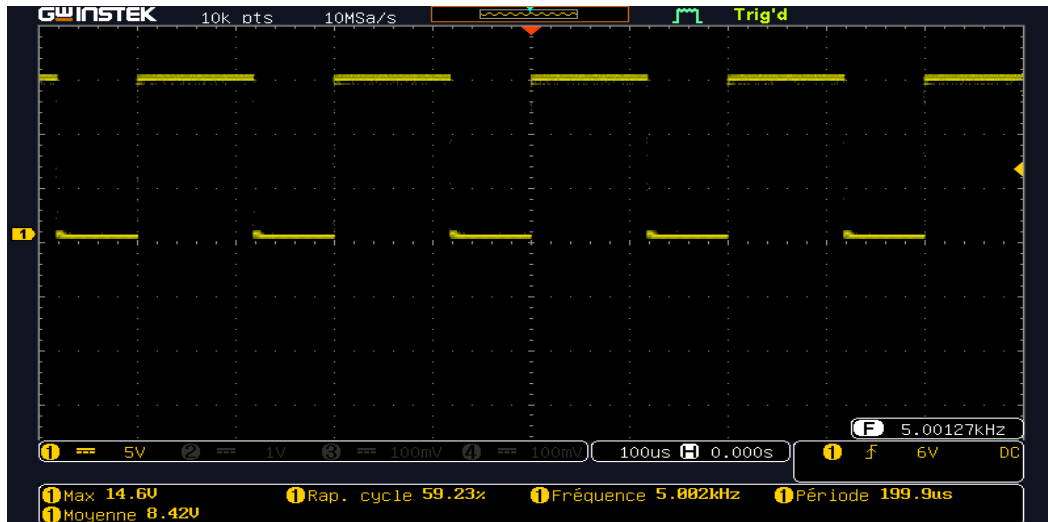 GWINSTEK 10k pts 10MSa/s Trig'd
1
F 5.00127kHz
1 5V 2 1V 3 100mV 4 100mV 100us H 0.000s 1 6V DC
1 Max 14.6V 1 Rap. cycle 59.23% 1 Fréquence 5.002kHz 1 Période 199.9us
1 Moyenne 8.42V